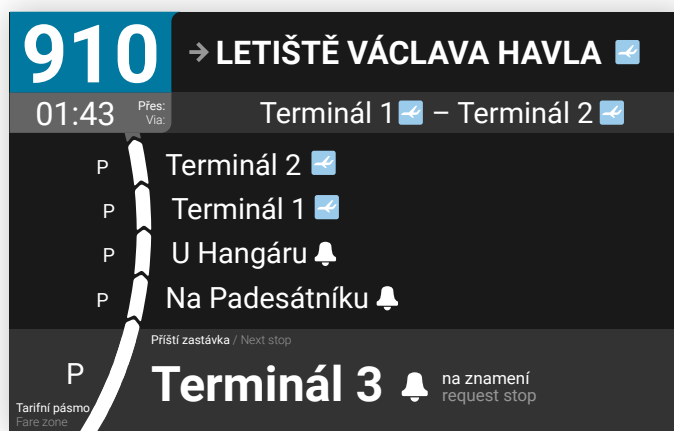 910 → LETIŠTĚ VÁCLAVA HAVLA
01:43 Přes: Terminál 1 – Terminál 2
Via:
P Terminál 2
P Terminál 1
P U Hangáru
P Na Padesátníku
Příští zastávka / Next stop
P Terminál 3 na znamení
request stop
Tarifní pásmo
Fare zone